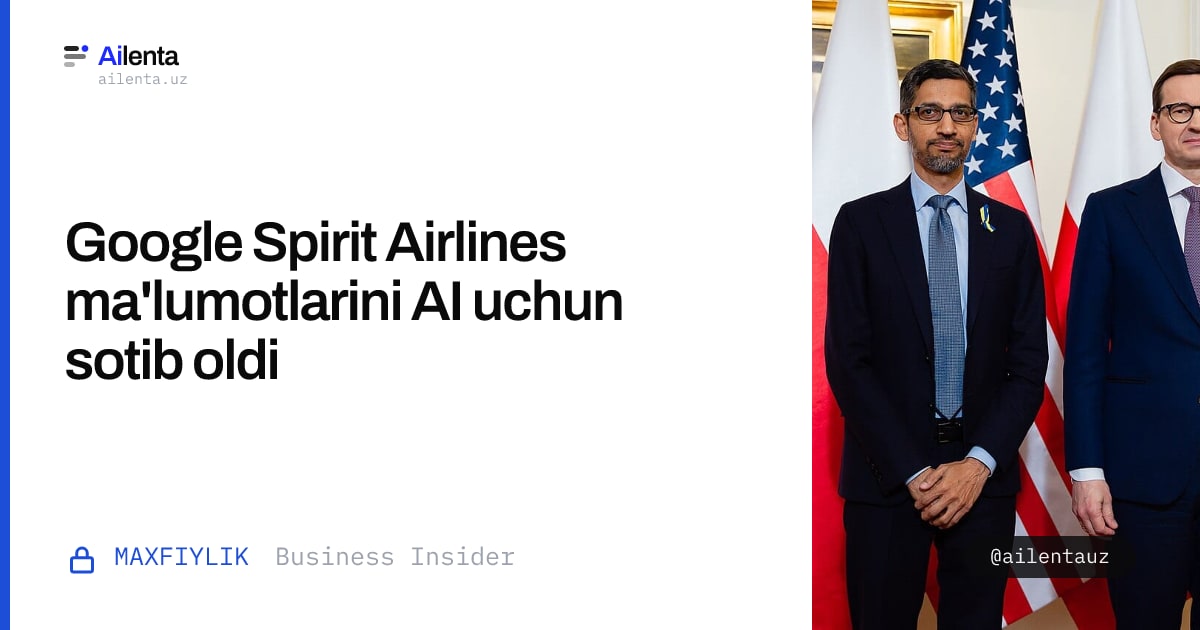 Ailenta
ailenta.uz
Google Spirit Airlines
ma'lumotlarini AI uchun
sotib oldi
MAXFIYLIK Business Insider
@ailentauz